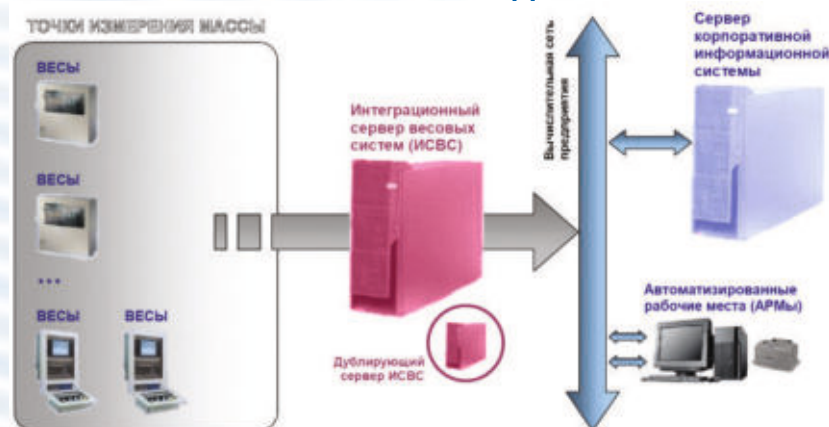 ТОЧКИ ИЗМЕРЕНИЯ МАССЫ
ВЕСЫ
ВЕСЫ
...
ВЕСЫ
ВЕСЫ
Интеграционный
сервер весовых
систем (ИСВС)
Дублирующий
сервер ИСВС
Вычислительная сеть
предприятия
Сервер
корпоративной
информационной
системы
Автоматизированные
рабочие места (АРМы)